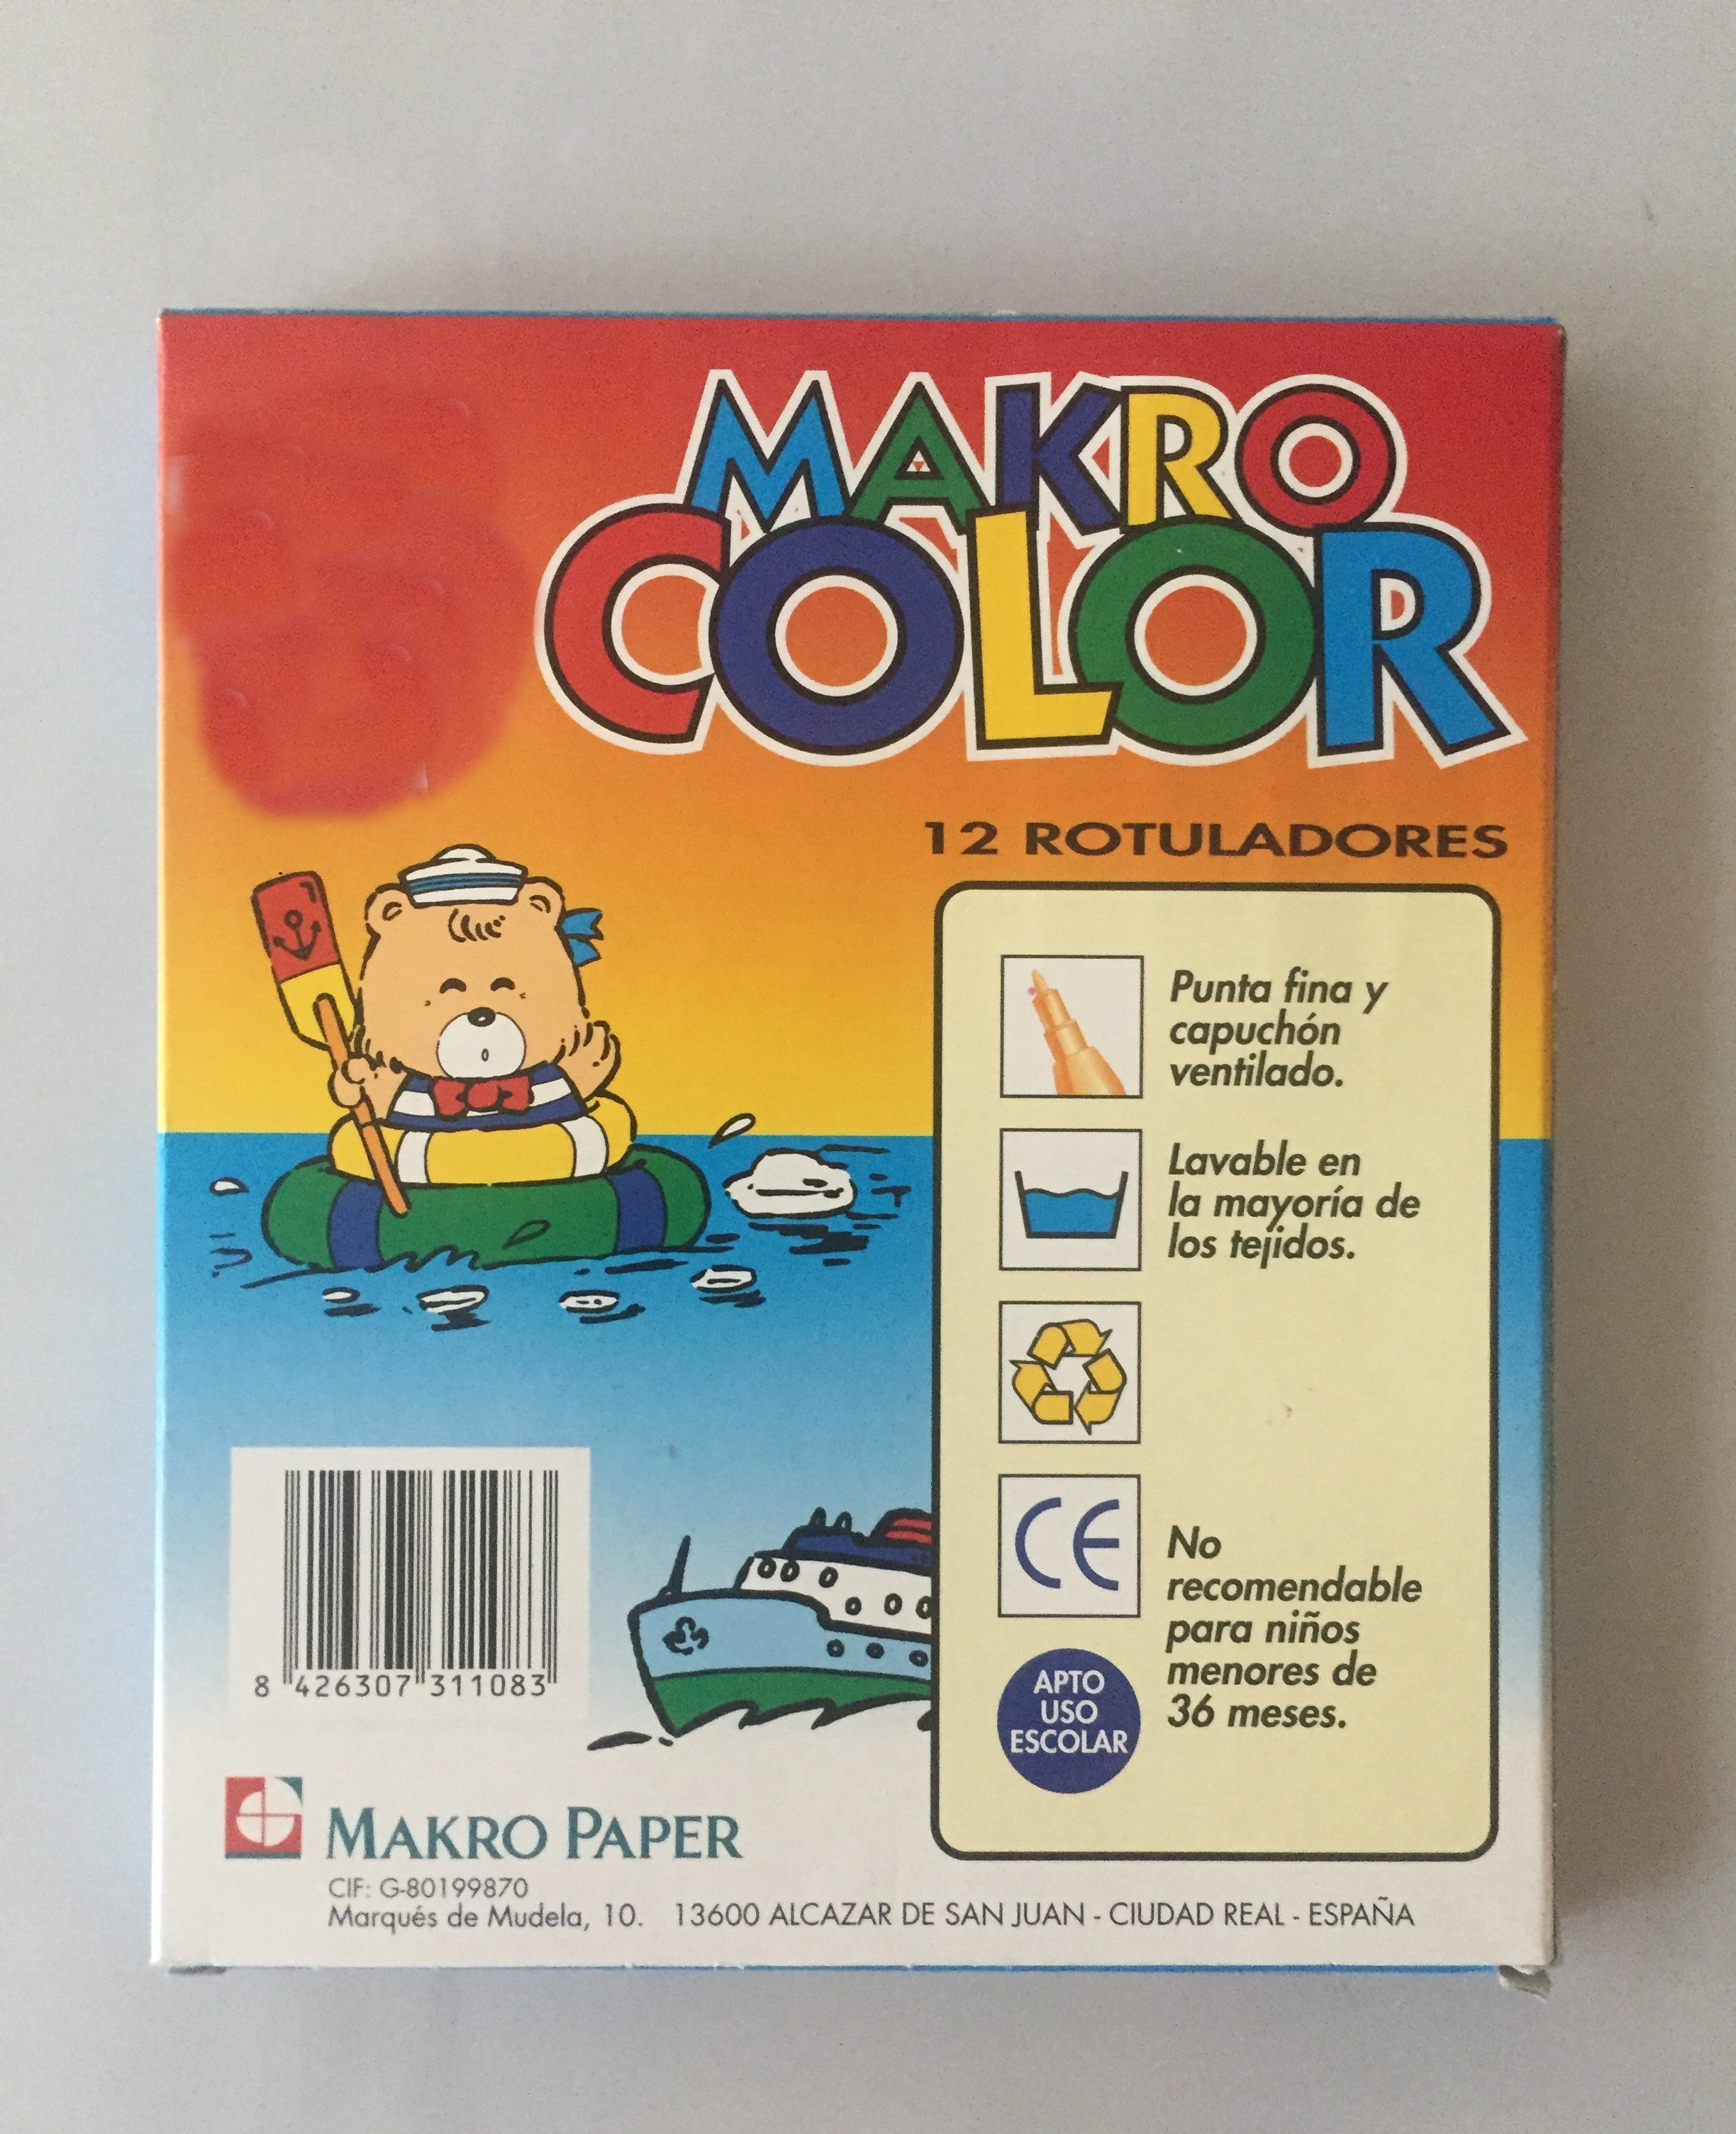 MAKRO
COLOR
12 ROTULADORES
Punta fina y
capuchón
ventilado.
Lavable en
la mayoría de
los tejidos.
CE
No
recomendable
para niños
menores de
36 meses.
APTO
USO
ESCOLAR
8 426307 311083
MAKRO PAPER
CIF: G-80199870
Marqués de Mudela, 10. 13600 ALCAZAR DE SAN JUAN - CIUDAD REAL - ESPAÑA